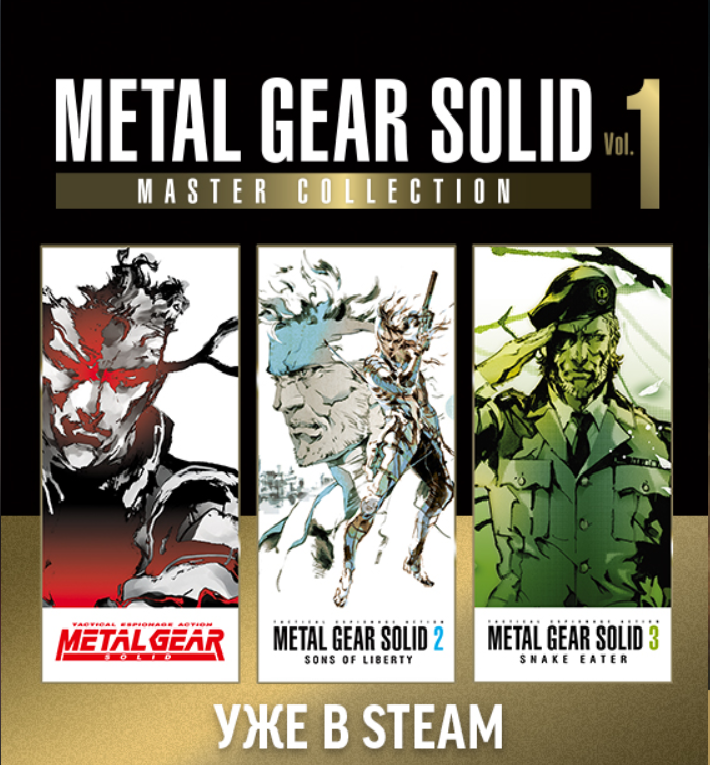 METAL GEAR SOLID Vol.1
MASTER COLLECTION
TACTICAL ESPIONAGE ACTION
METAL GEAR
SOLID
TACTICAL ESPIONAGE ACTION
METAL GEAR SOLID 2
SONS OF LIBERTY
TACTICAL ESPIONAGE ACTION
METAL GEAR SOLID 3
SNAKE EATER
УЖЕ В STEAM